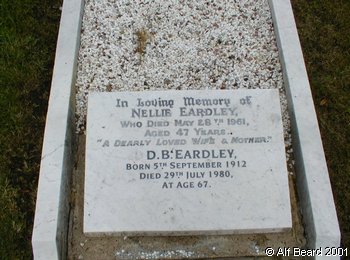 In Loving Memory of
NELLIE EARDLEY,
WHO DIED MAY 28TH 1961,
AGED 47 YEARS.
"A DEARLY LOVED WIFE & MOTHER."
D.B. EARDLEY,
BORN 5TH SEPTEMBER 1912
DIED 29TH JULY 1980,
AT AGE 67.
© Alf Beard 2001